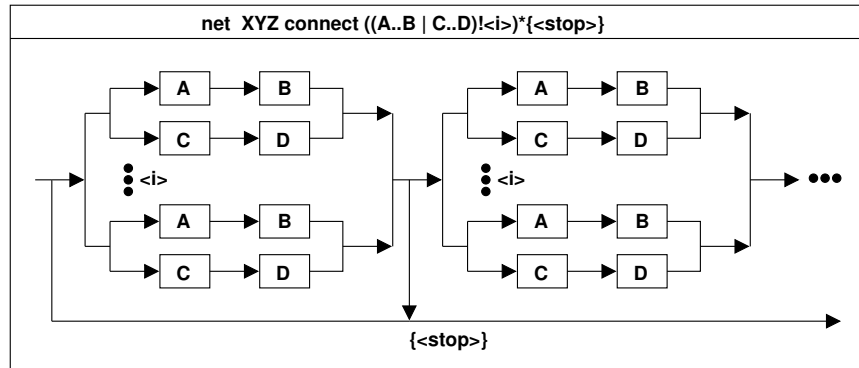 net XYZ connect ((A..B | C..D)!<i>)*{<stop>}
A B A B
C D C D
<i> <i>
A B A B
C D C D
{<stop>}